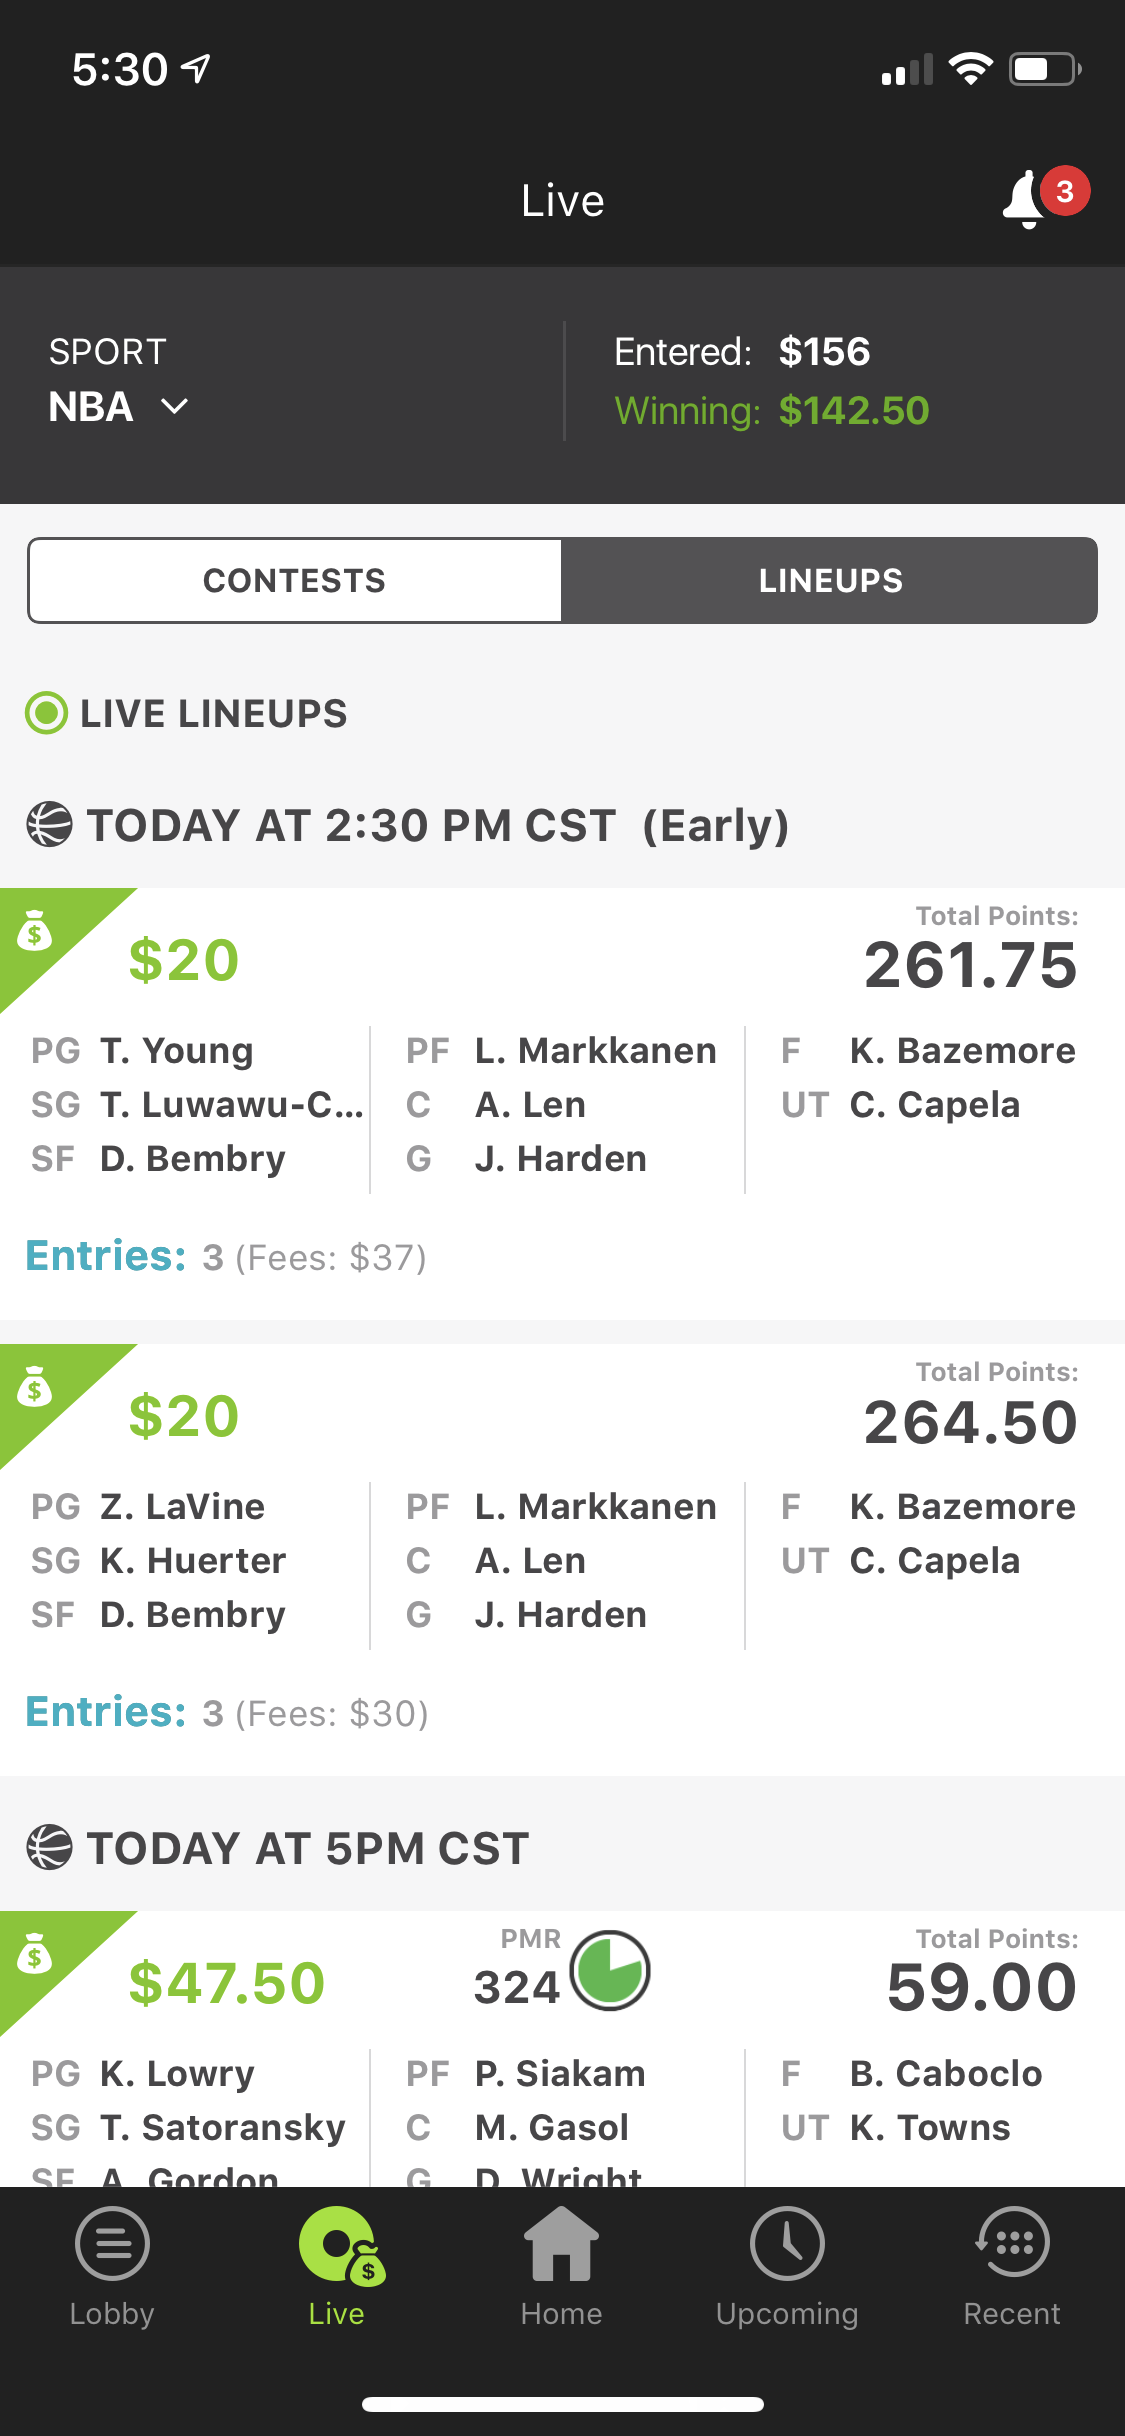 5:30
Live
3
SPORT
NBA
Entered: $156
Winning: $142.50
CONTESTS
LINEUPS
LIVE LINEUPS
TODAY AT 2:30 PM CST (Early)
$
$20
Total Points:
261.75
PG T. Young
SG T. Luwawu-C...
SF D. Bembry
PF L. Markkanen
C A. Len
G J. Harden
F K. Bazemore
UT C. Capela
Entries: 3 (Fees: $37)
$
$20
Total Points:
264.50
PG Z. LaVine
SG K. Huerter
SF D. Bembry
PF L. Markkanen
C A. Len
G J. Harden
F K. Bazemore
UT C. Capela
Entries: 3 (Fees: $30)
TODAY AT 5PM CST
$
$47.50
PMR
324
Total Points:
59.00
PG K. Lowry
SG T. Satoransky
SF A. Gordon
PF P. Siakam
C M. Gasol
G D. Wright
F B. Caboclo
UT K. Towns
$
Lobby
Live
Home
Upcoming
Recent